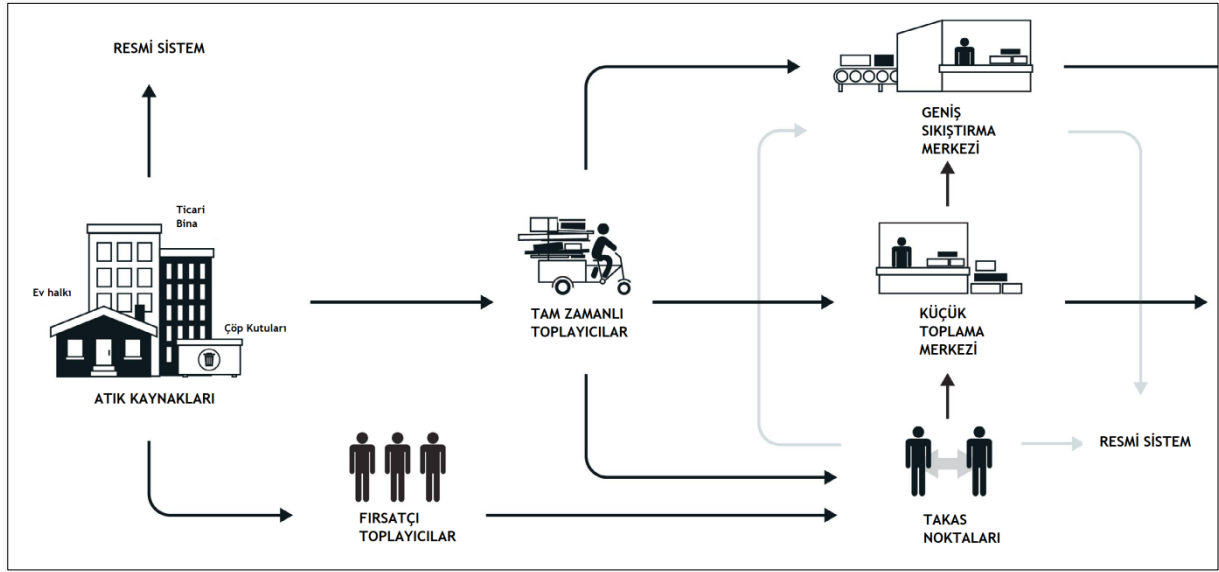 RESMİ SİSTEM
Ticari
Bina
Ev halkı
Çöp Kutuları
ATIK KAYNAKLARI
FIRSATÇI
TOPLAYICILAR
TAM ZAMANLI
TOPLAYICILAR
GENİŞ
SIKIŞTIRMA
MERKEZİ
KÜÇÜK
TOPLAMA
MERKEZİ
RESMİ SİSTEM
TAKAS
NOKTALARI